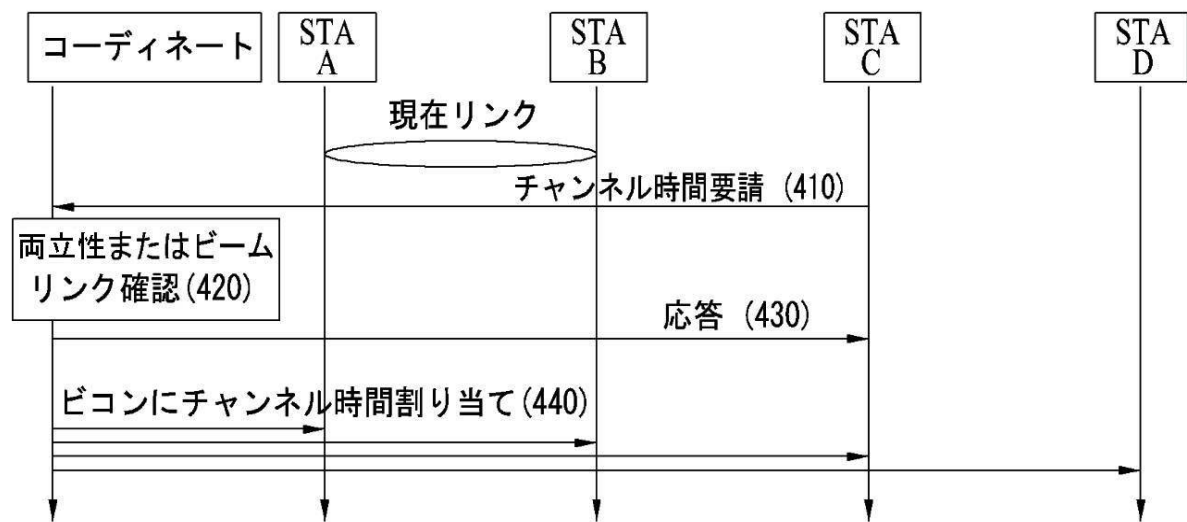 コーディネート
STA
A
STA
B
STA
C
STA
D
現在リンク
チャンネル時間要請 (410)
両立性またはビーム
リンク確認(420)
応答 (430)
ビコンにチャンネル時間割り当て(440)